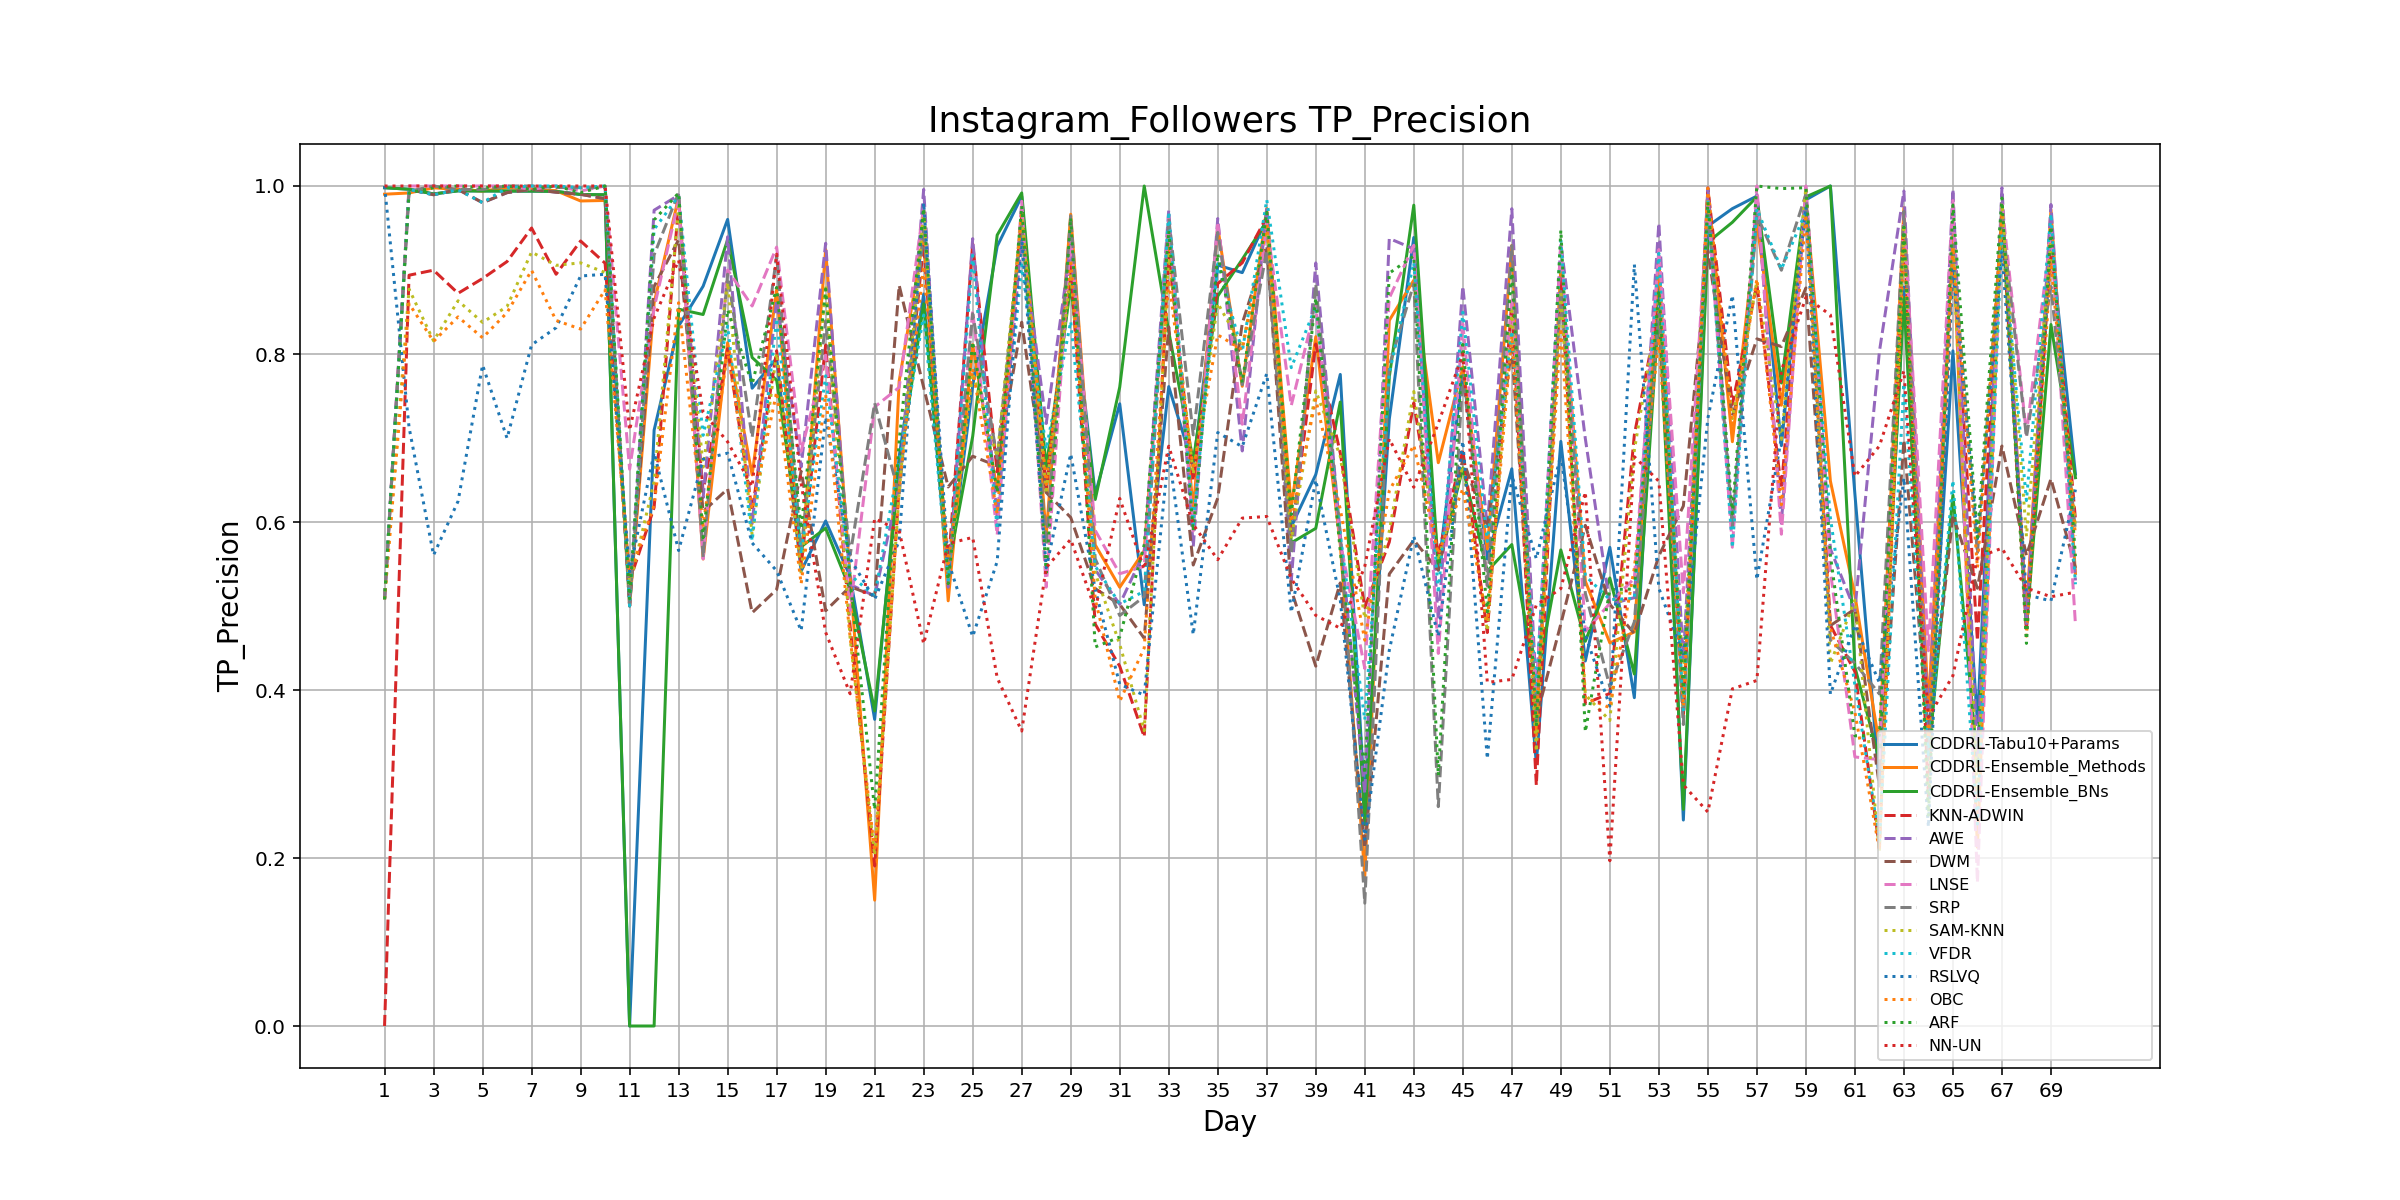 Instagram_Followers TP_Precision
TP_Precision
1.0
0.8
0.6
0.4
0.2
0.0
CDDRL-Tabu10+Params
CDDRL-Ensemble_Methods
CDDRL-Ensemble_BNs
KNN-ADWIN
AWE
DWM
LNSE
SRP
SAM-KNN
VFDR
RSLVQ
OBC
ARF
NN-UN
1 3 5 7 9 11 13 15 17 19 21 23 25 27 29 31 33 35 37 39 41 43 45 47 49 51 53 55 57 59 61 63 65 67 69
Day